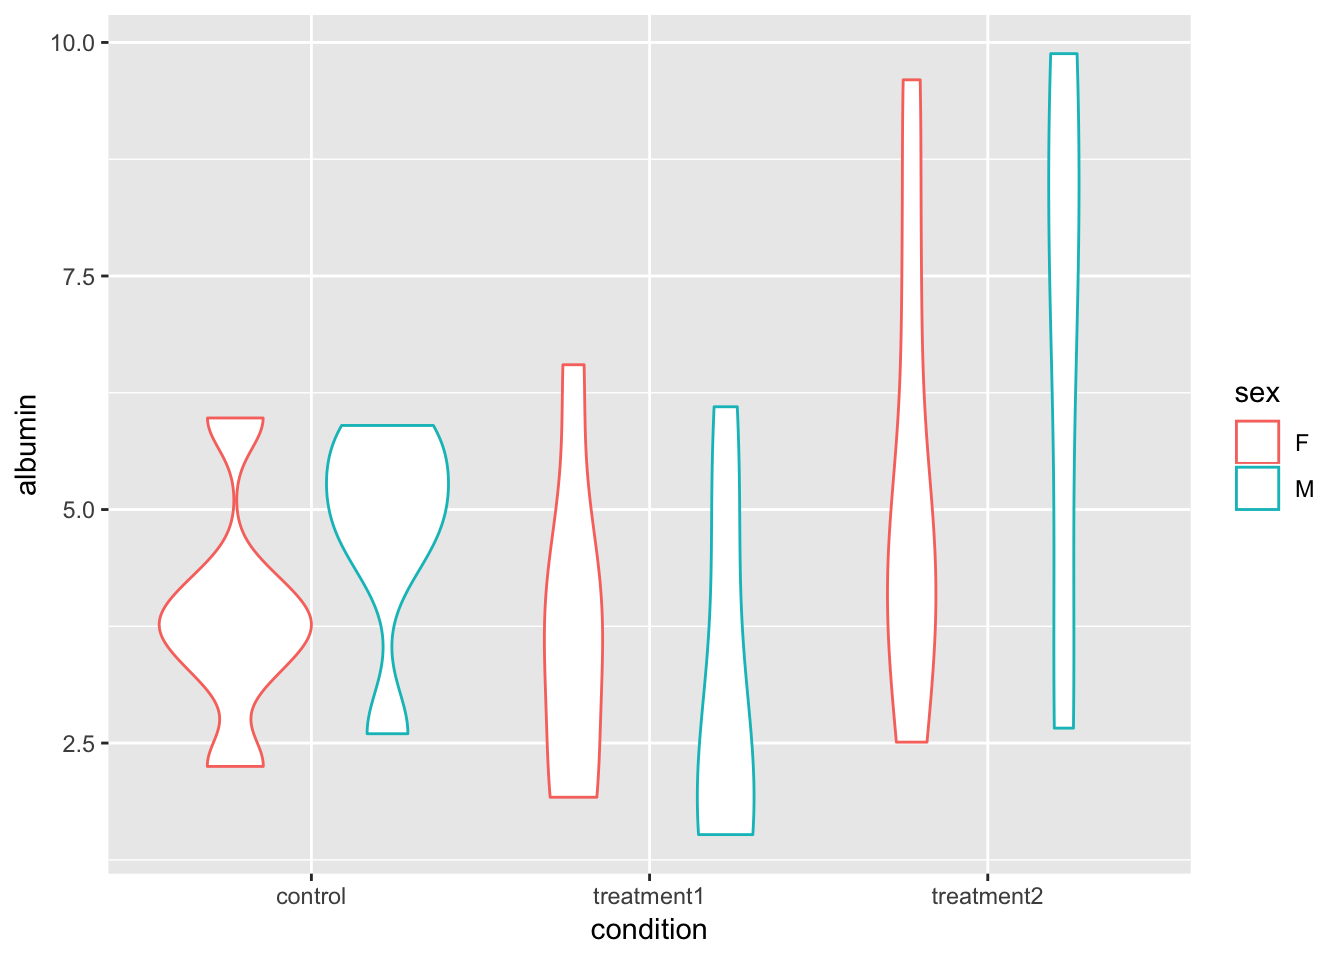 10.0
7.5
5.0
2.5
albumin
control
treatment1
treatment2
condition
sex
F
M